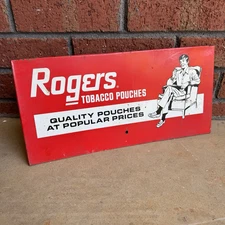 Rogers
TOBACCO POUCHES
QUALITY POUCHES
AT POPULAR PRICES